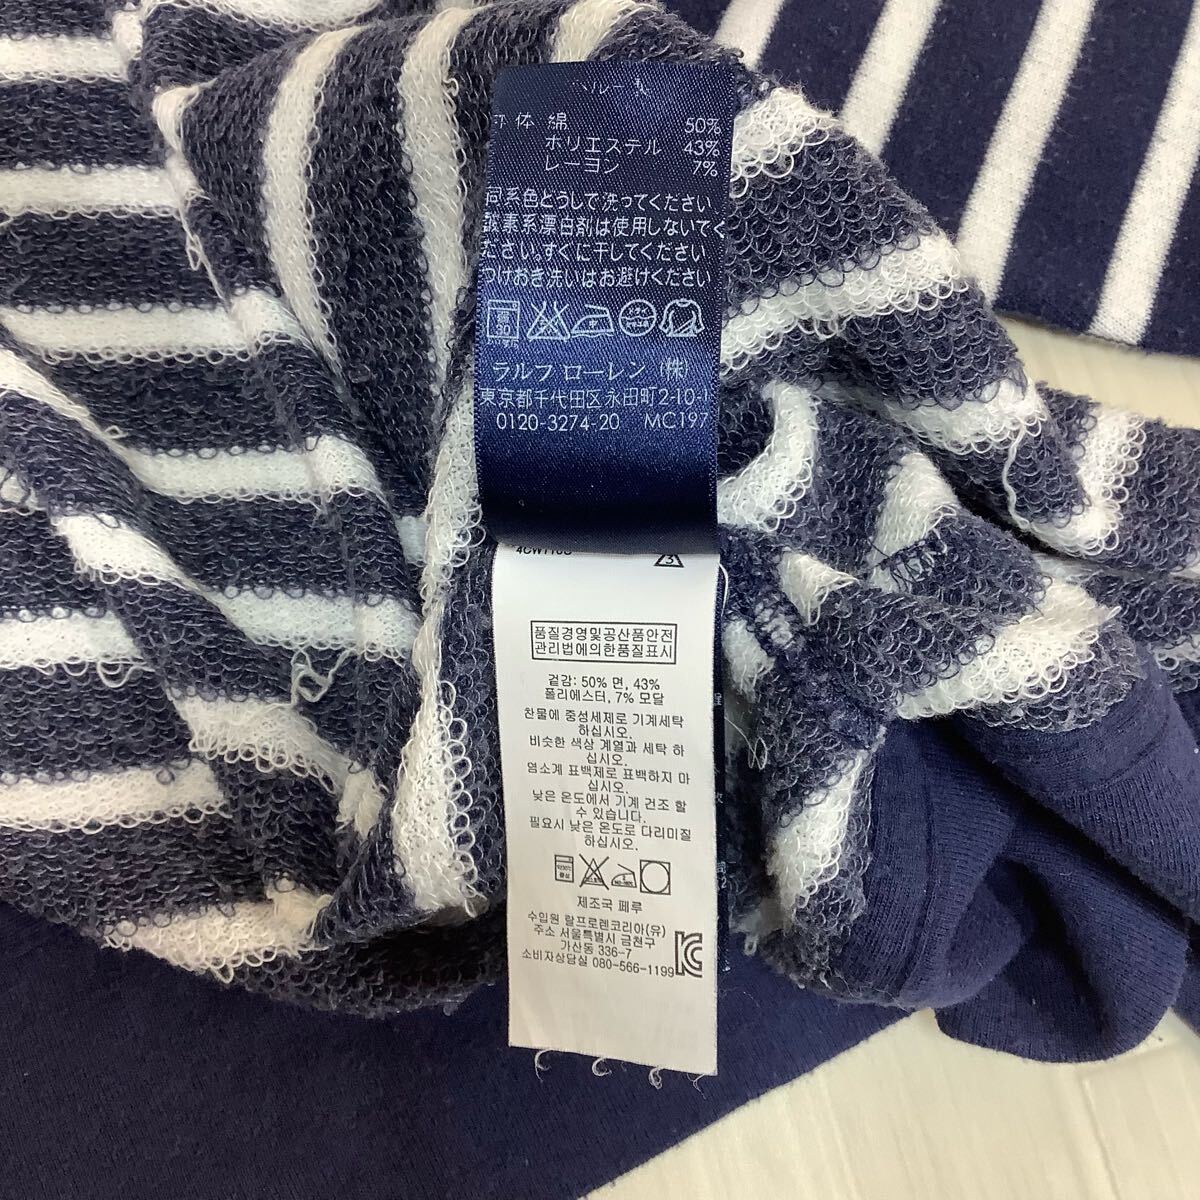 体 綿 50%
ポリエステル 43%
レーヨン 7%
同系色どうしで洗ってください
酸素系漂白剤は使用しないでく
ださい。すぐに干してください
つけおき洗いはお避けください
ラルフ ローレン (株)
東京都千代田区永田町2-10-1
0120-3274-20 MC197
3
품질경영및공산품안전
관리법에의한품질표시
겉감: 50% 면, 43%
폴리에스터, 7% 모달
찬물에 중성세제로 기계세탁
하십시오.
비슷한 색상 계열과 세탁 하
십시오.
염소계 표백제로 표백하지 마
십시오.
낮은 온도에서 기계 건조 할
수 있습니다.
필요시 낮은 온도로 다리미질
하십시오.
제조국 페루
수입원 랄프로렌코리아(유)
주소 서울특별시 금천구
가산동 336-7
소비자상담실 080-566-1199